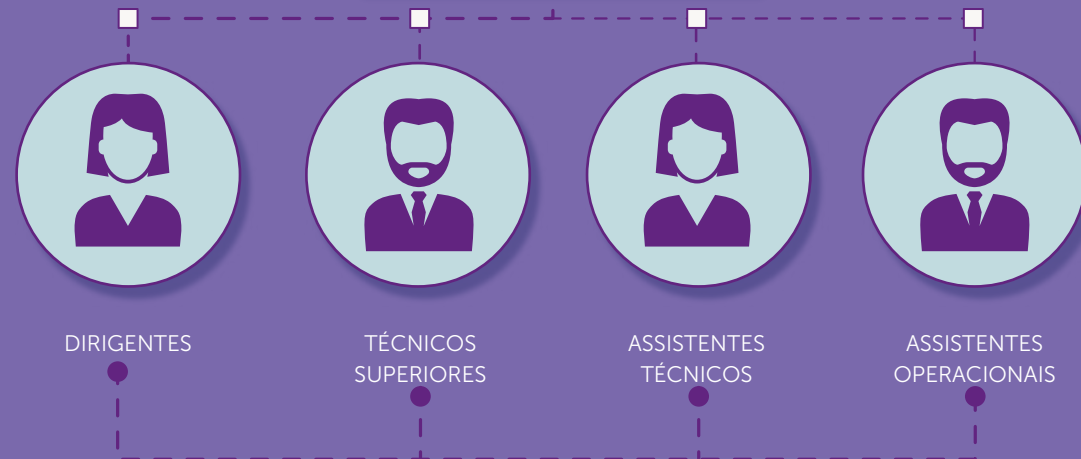 DIRIGENTES
TÉCNICOS
SUPERIORES
ASSISTENTES
TÉCNICOS
ASSISTENTES
OPERACIONAIS